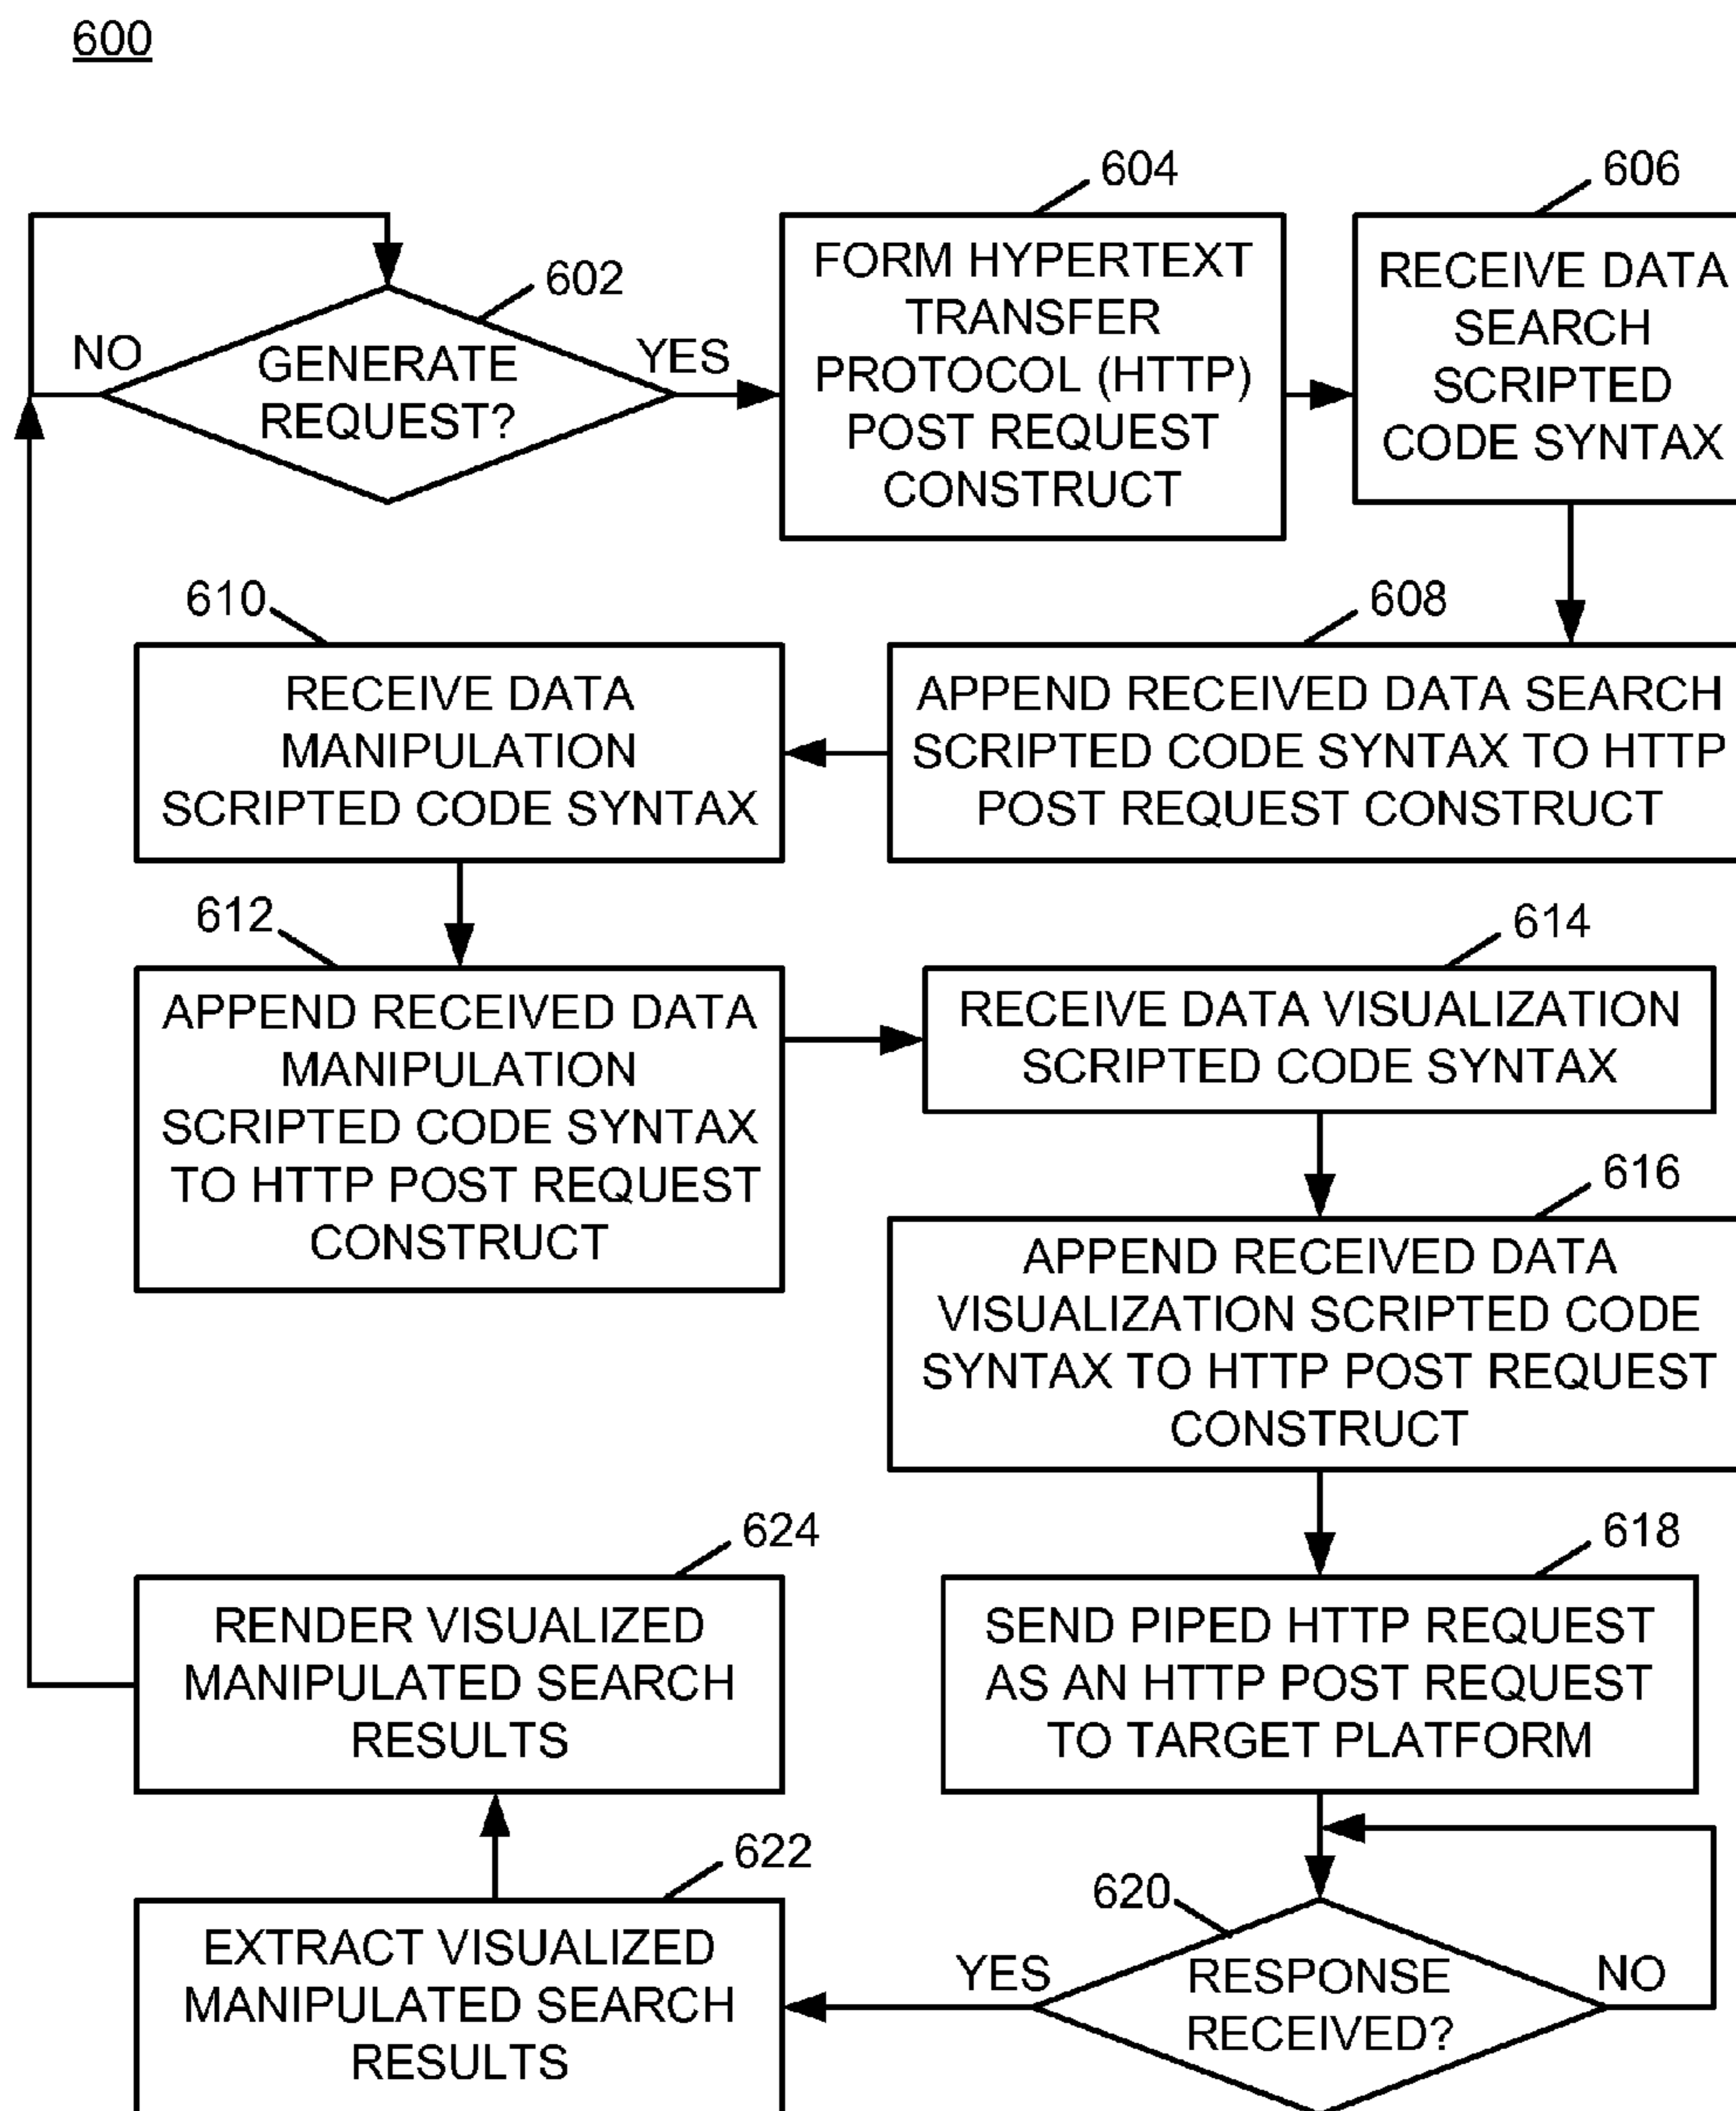 600
602
GENERATE
REQUEST?
NO
YES
604
FORM HYPERTEXT
TRANSFER
PROTOCOL (HTTP)
POST REQUEST
CONSTRUCT
606
RECEIVE DATA
SEARCH
SCRIPTED
CODE SYNTAX
608
APPEND RECEIVED DATA SEARCH
SCRIPTED CODE SYNTAX TO HTTP
POST REQUEST CONSTRUCT
610
RECEIVE DATA
MANIPULATION
SCRIPTED CODE SYNTAX
612
APPEND RECEIVED DATA
MANIPULATION
SCRIPTED CODE SYNTAX
TO HTTP POST REQUEST
CONSTRUCT
614
RECEIVE DATA VISUALIZATION
SCRIPTED CODE SYNTAX
616
APPEND RECEIVED DATA
VISUALIZATION SCRIPTED CODE
SYNTAX TO HTTP POST REQUEST
CONSTRUCT
618
SEND PIPED HTTP REQUEST
AS AN HTTP POST REQUEST
TO TARGET PLATFORM
620
RESPONSE
RECEIVED?
YES
NO
622
EXTRACT VISUALIZED
MANIPULATED SEARCH
RESULTS
624
RENDER VISUALIZED
MANIPULATED SEARCH
RESULTS